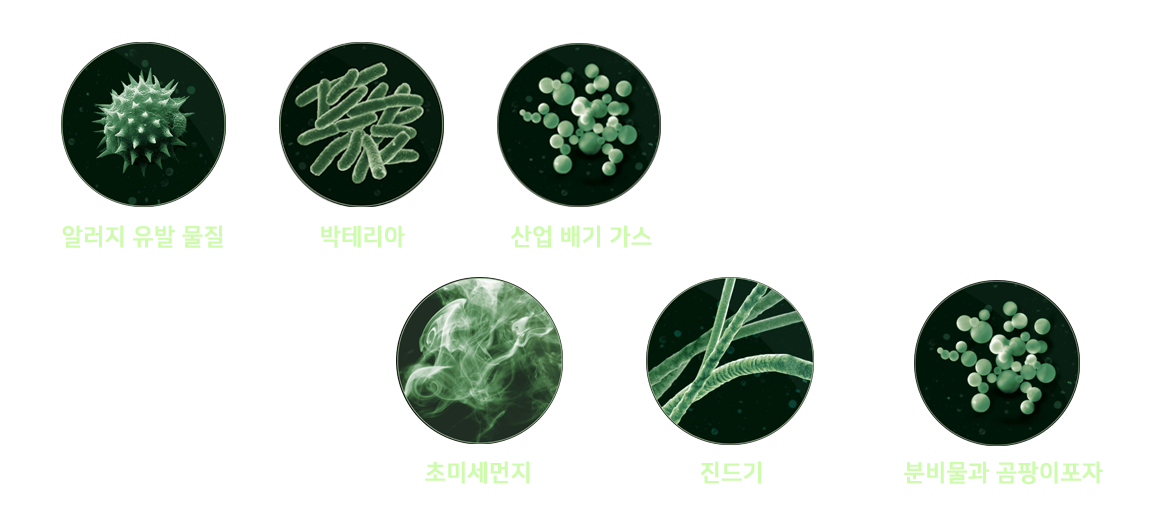 알러지 유발 물질
박테리아
산업 배기 가스
초미세먼지
진드기
분비물과 곰팡이포자